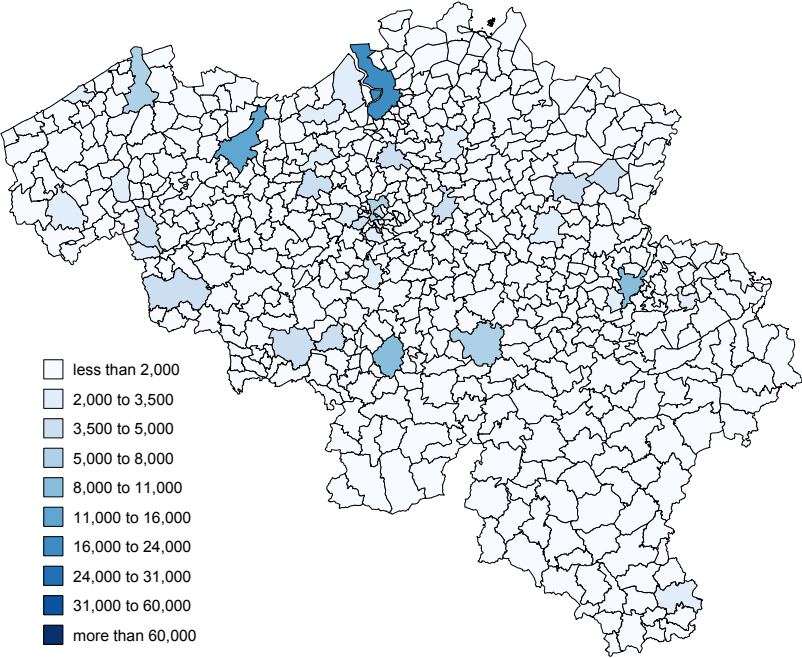 less than 2,000
2,000 to 3,500
3,500 to 5,000
5,000 to 8,000
8,000 to 11,000
11,000 to 16,000
16,000 to 24,000
24,000 to 31,000
31,000 to 60,000
more than 60,000